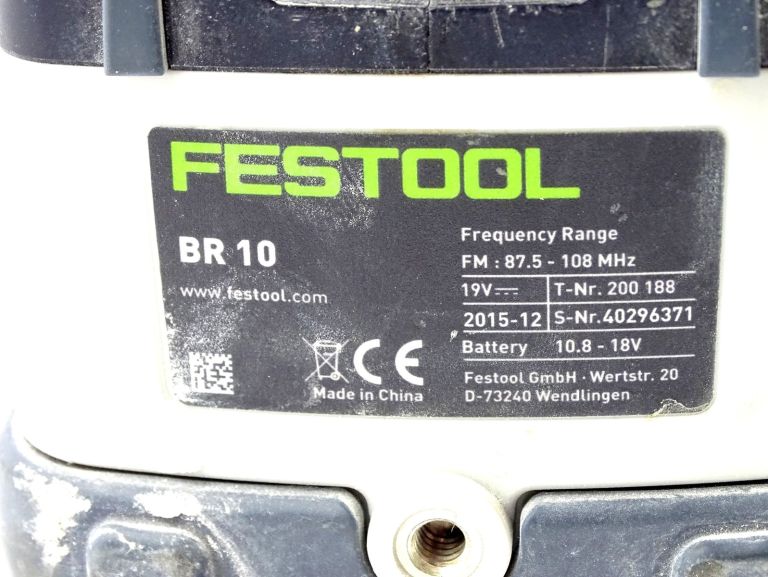 FESTOOL
BR 10
www.festool.com
Frequency Range
FM : 87.5 - 108 MHz
19V⎓ T-Nr. 200 188
2015-12 S-Nr. 40296371
Battery 10.8 - 18V
CE
Made in China
Festool GmbH · Wertstr. 20
D-73240 Wendlingen